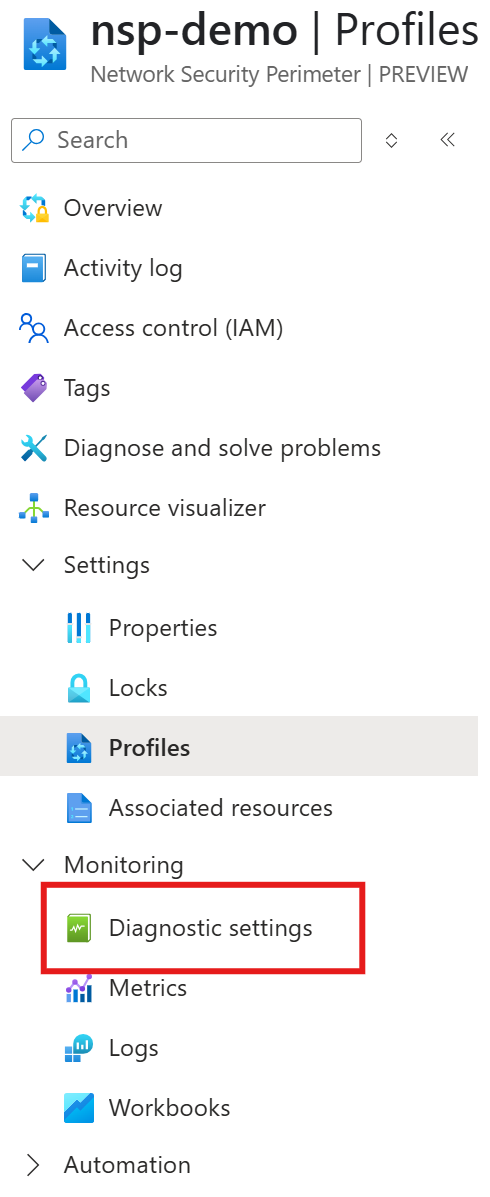 nsp-demo | Profiles
Network Security Perimeter | PREVIEW
Search
Overview
Activity log
Access control (IAM)
Tags
Diagnose and solve problems
Resource visualizer
Settings
Properties
Locks
Profiles
Associated resources
Monitoring
Diagnostic settings
Metrics
Logs
Workbooks
Automation